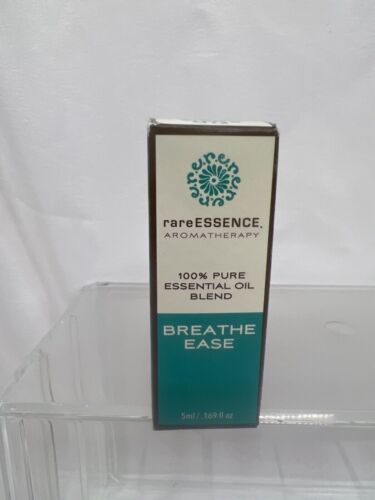 rareESSENCE.
AROMATHERAPY
100% PURE
ESSENTIAL OIL
BLEND
BREATHE
EASE
5ml / .169 fl oz